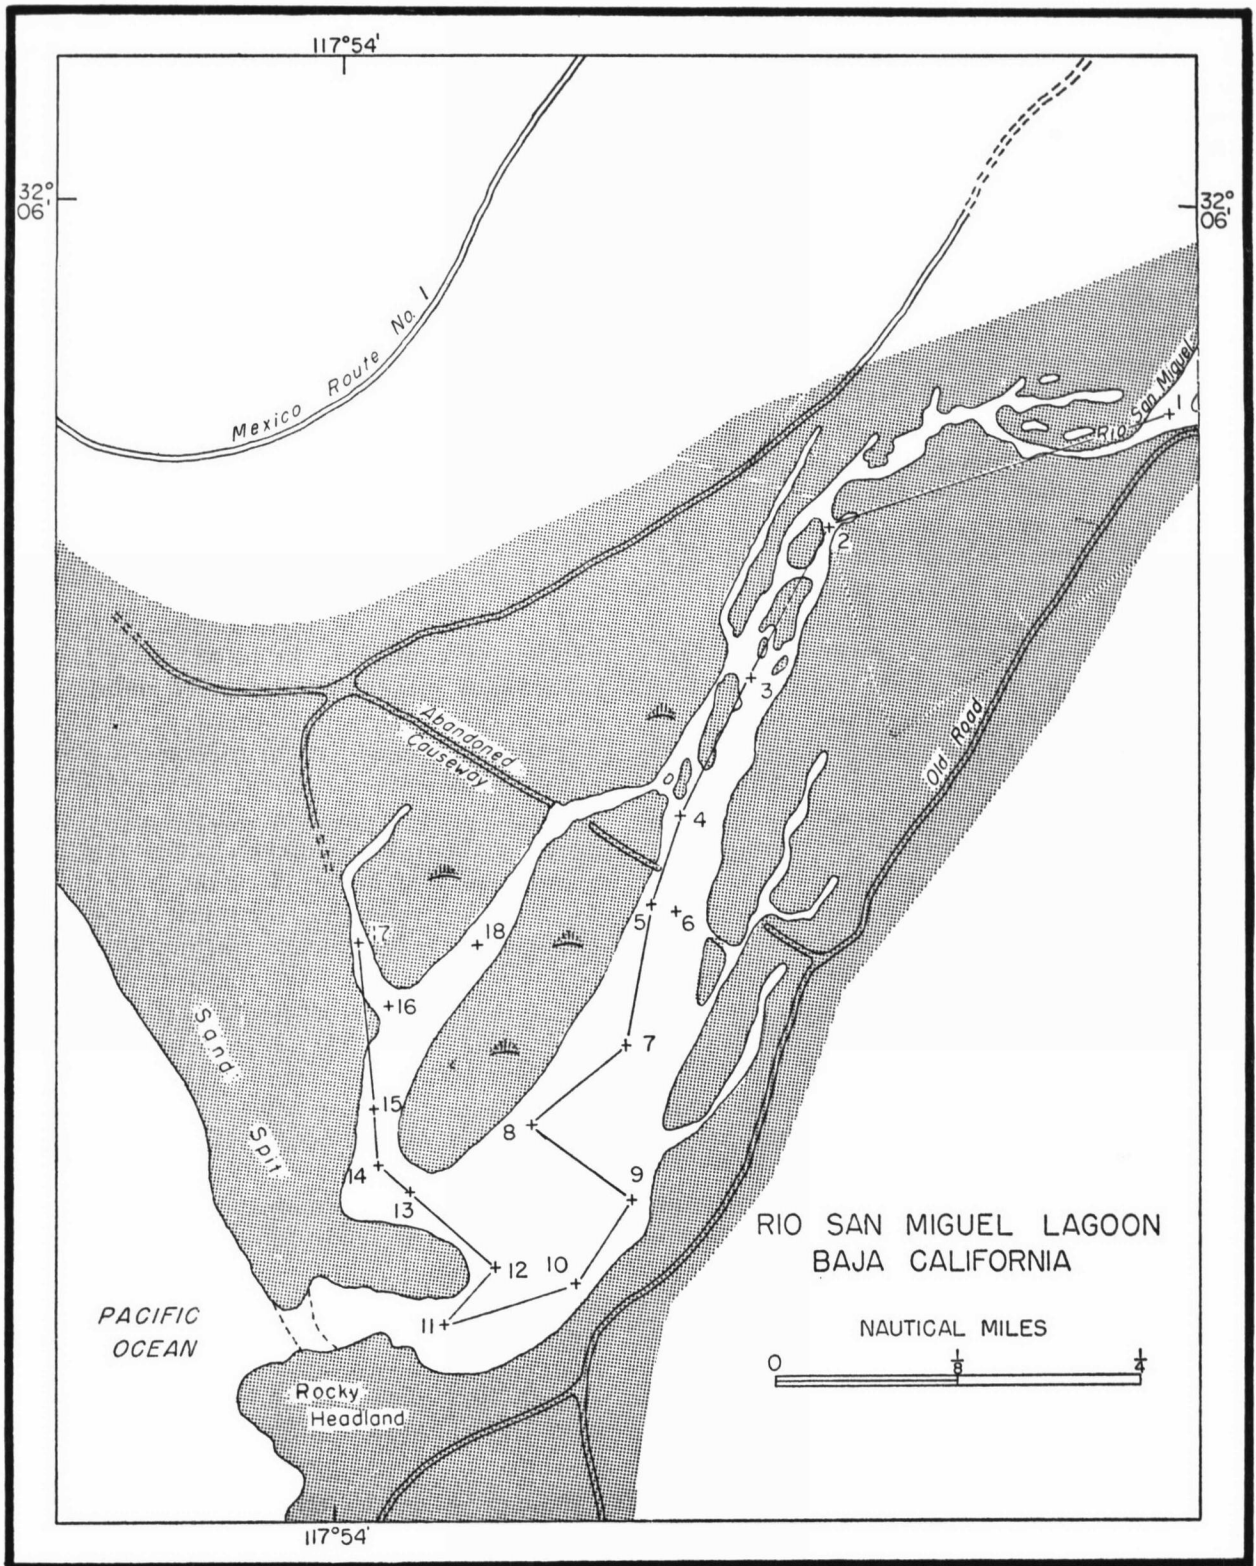 117°54'
32°
06'
32°
06'
Mexico Route No. 1
Rio San Miguel
1
2
3
Old Road
Abandoned
Causeway
4
5
6
17
18
16
7
Sand Spit
15
8
14
9
13
RIO SAN MIGUEL LAGOON
BAJA CALIFORNIA
12
10
11
PACIFIC
OCEAN
NAUTICAL MILES
0 1/8 1/4
Rocky
Headland
117°54'